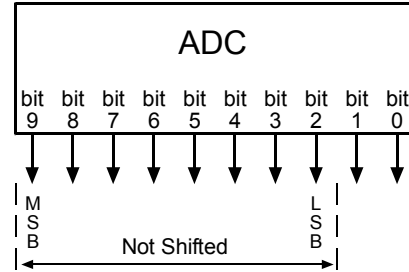 ADC
bit bit bit bit bit bit bit bit bit bit
9 8 7 6 5 4 3 2 1 0
M L
S S
B B
Not Shifted